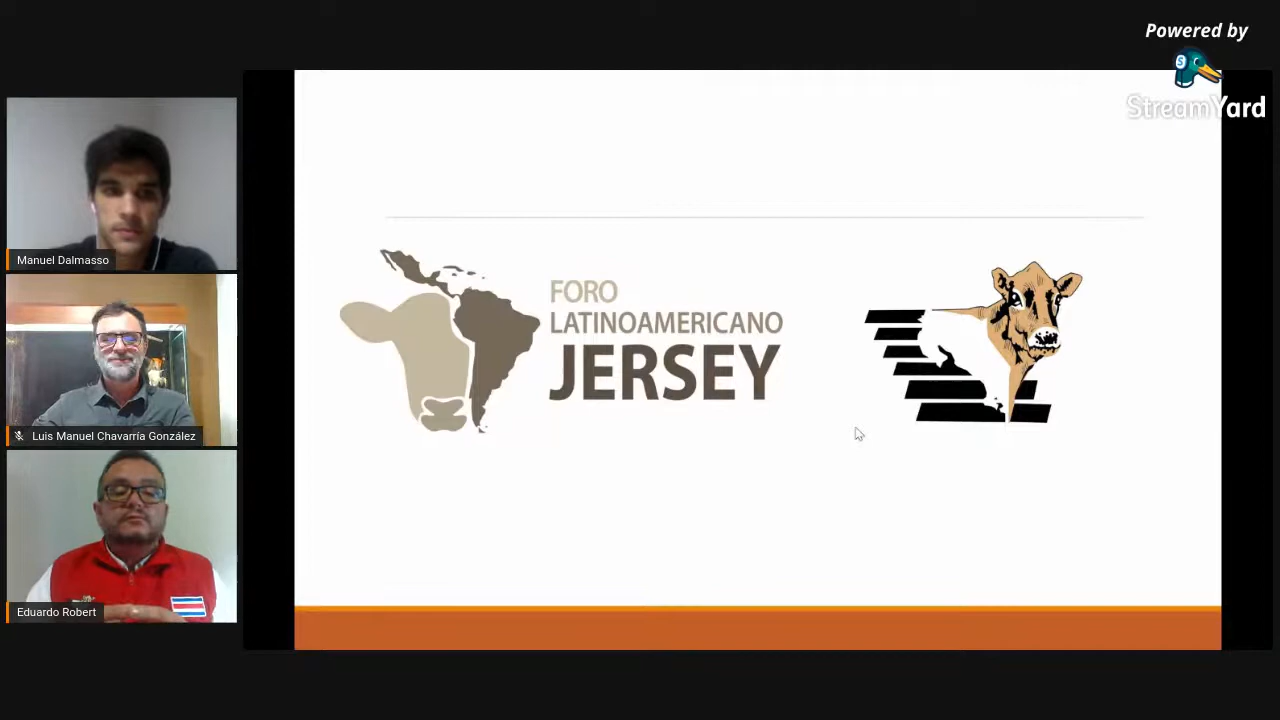 Powered by
StreamYard
Manuel Dalmasso
Luis Manuel Chavarría González
Eduardo Robert
FORO
LATINOAMERICANO
JERSEY